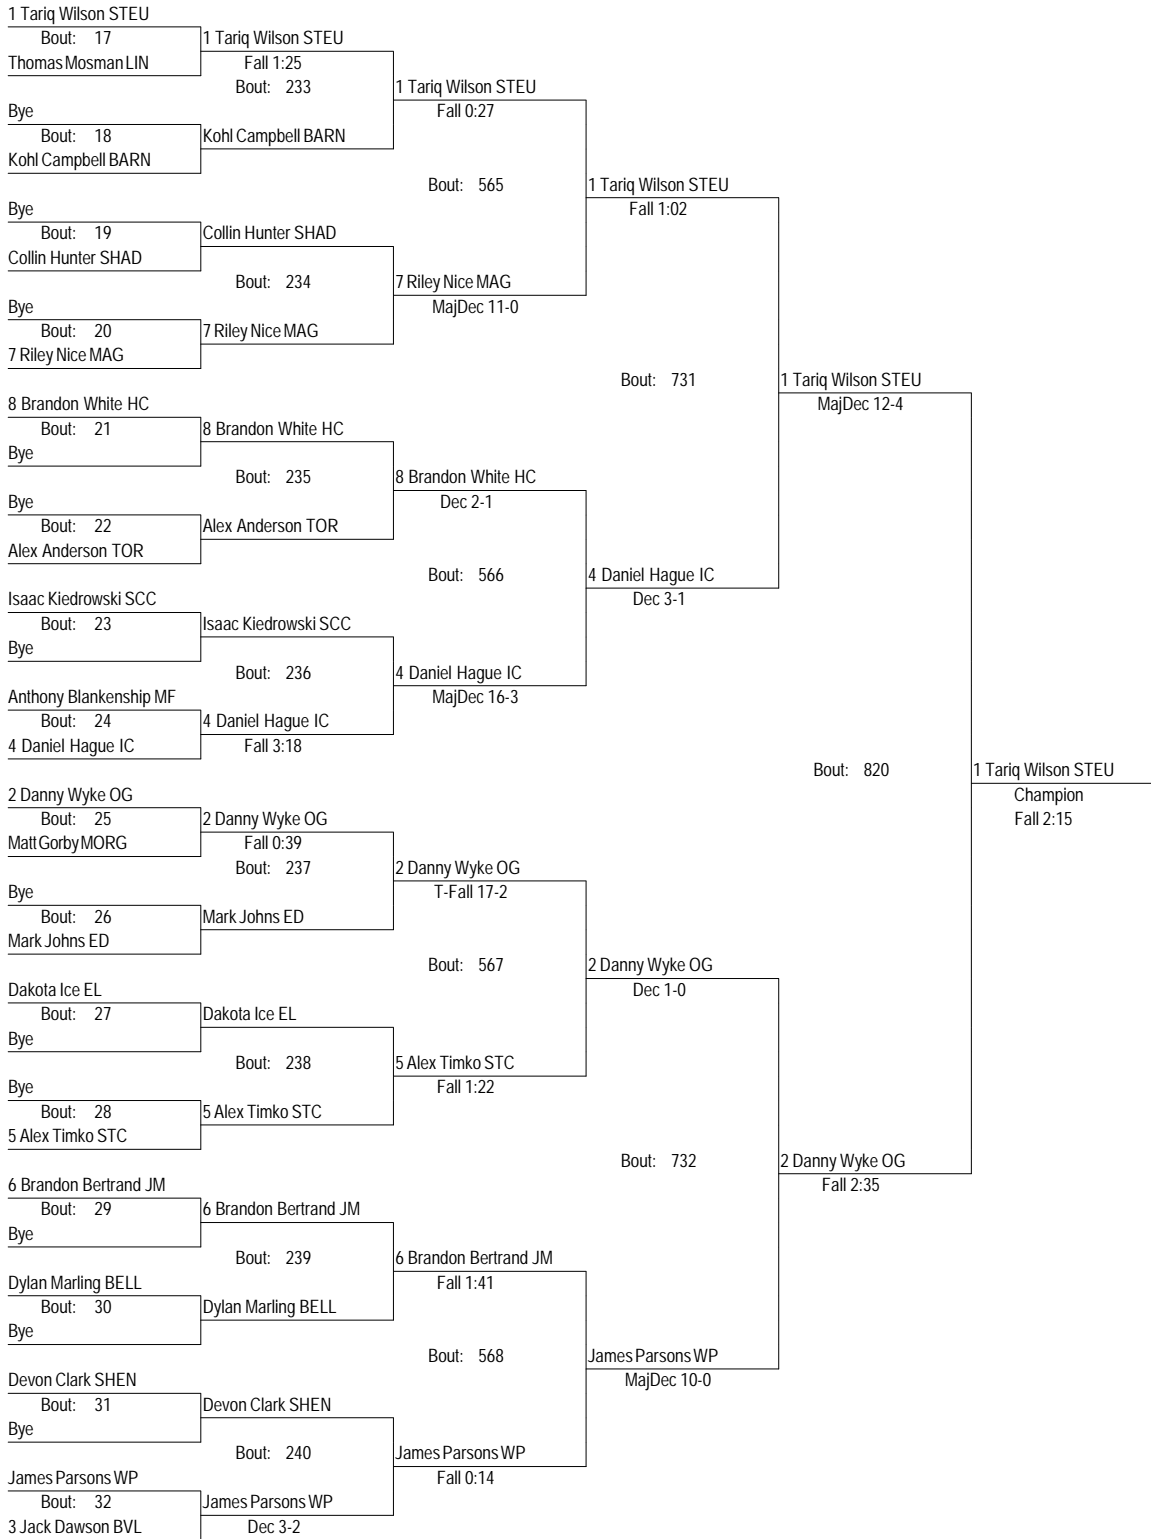 1 Tariq Wilson STEU
Bout: 17
Thomas Mosman LIN
Bye
Bout: 18
Kohl Campbell BARN
Bye
Bout: 19
Collin Hunter SHAD
Bye
Bout: 20
7 Riley Nice MAG
8 Brandon White HC
Bout: 21
Bye
Bye
Bout: 22
Alex Anderson TOR
Isaac Kiedrowski SCC
Bout: 23
Bye
Anthony Blankenship MF
Bout: 24
4 Daniel Hague IC
2 Danny Wyke OG
Bout: 25
Matt Gorby MORG
Bye
Bout: 26
Mark Johns ED
Dakota Ice EL
Bout: 27
Bye
Bye
Bout: 28
5 Alex Timko STC
6 Brandon Bertrand JM
Bout: 29
Bye
Dylan Marling BELL
Bout: 30
Bye
Devon Clark SHEN
Bout: 31
Bye
James Parsons WP
Bout: 32
3 Jack Dawson BVL
1 Tariq Wilson STEU
Fall 1:25
Bout: 233
Kohl Campbell BARN
Collin Hunter SHAD
Bout: 234
7 Riley Nice MAG
8 Brandon White HC
Bout: 235
Alex Anderson TOR
Isaac Kiedrowski SCC
Bout: 236
4 Daniel Hague IC
Fall 3:18
2 Danny Wyke OG
Fall 0:39
Bout: 237
Mark Johns ED
Dakota Ice EL
Bout: 238
5 Alex Timko STC
6 Brandon Bertrand JM
Bout: 239
Dylan Marling BELL
Devon Clark SHEN
Bout: 240
James Parsons WP
Dec 3-2
1 Tariq Wilson STEU
Fall 0:27
Bout: 565
7 Riley Nice MAG
MajDec 11-0
8 Brandon White HC
Dec 2-1
Bout: 566
4 Daniel Hague IC
MajDec 16-3
2 Danny Wyke OG
T-Fall 17-2
Bout: 567
5 Alex Timko STC
Fall 1:22
6 Brandon Bertrand JM
Fall 1:41
Bout: 568
James Parsons WP
Fall 0:14
1 Tariq Wilson STEU
Fall 1:02
Bout: 731
4 Daniel Hague IC
Dec 3-1
2 Danny Wyke OG
Dec 1-0
Bout: 732
James Parsons WP
MajDec 10-0
1 Tariq Wilson STEU
MajDec 12-4
Bout: 820
2 Danny Wyke OG
Fall 2:35
1 Tariq Wilson STEU
Champion
Fall 2:15